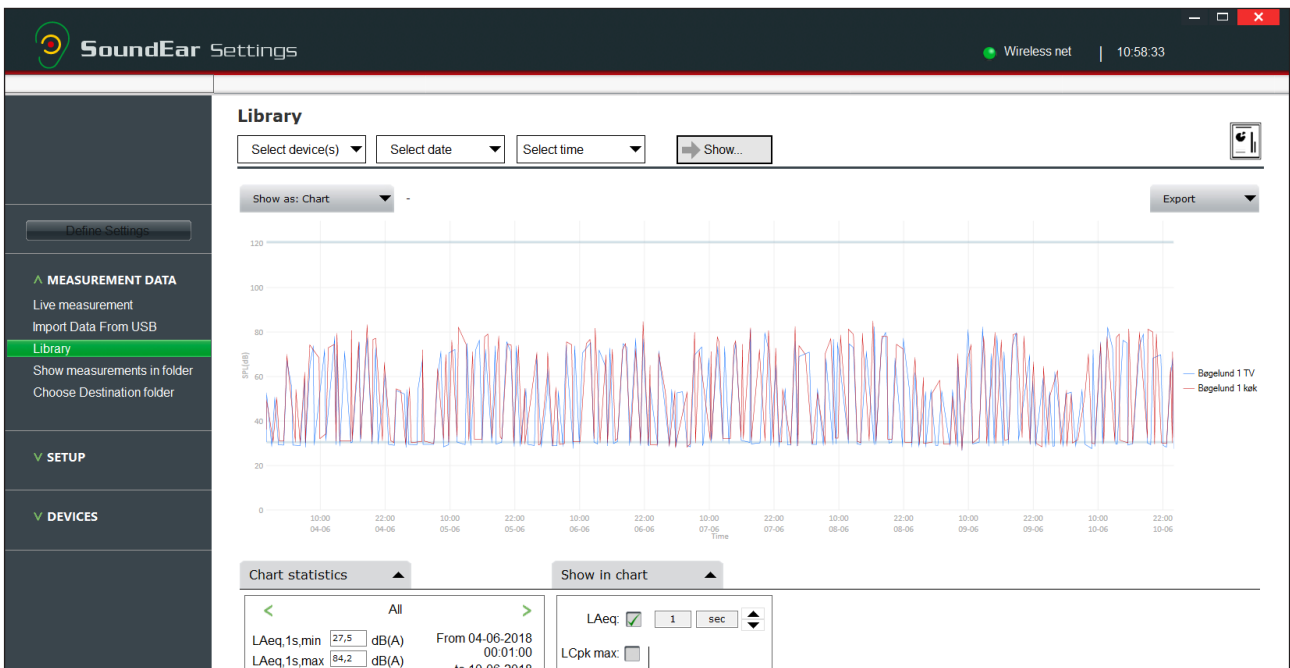 SoundEar Settings
Wireless net | 10:58:33
Library
Select device(s) Select date Select time Show...
Show as: Chart - Export
Define Settings
MEASUREMENT DATA
Live measurement
Import Data From USB
Library
Show measurements in folder
Choose Destination folder
SETUP
DEVICES
120
100
80
60
40
20
0
SPL[dB]
Bøgelund 1 TV
Bøgelund 1 køk
10:00 22:00 10:00 22:00 10:00 22:00 10:00 22:00 10:00 22:00 10:00 22:00 10:00 22:00
04-06 04-06 05-06 05-06 06-06 06-06 07-06 07-06 08-06 08-06 09-06 09-06 10-06 10-06
Time
Chart statistics Show in chart
< All >
LAeq,1s,min 27,5 dB(A) From 04-06-2018
00:01:00
LAeq,1s,max 84,2 dB(A) to 10-06-2018
LAeq: 1 sec
LCpk max: